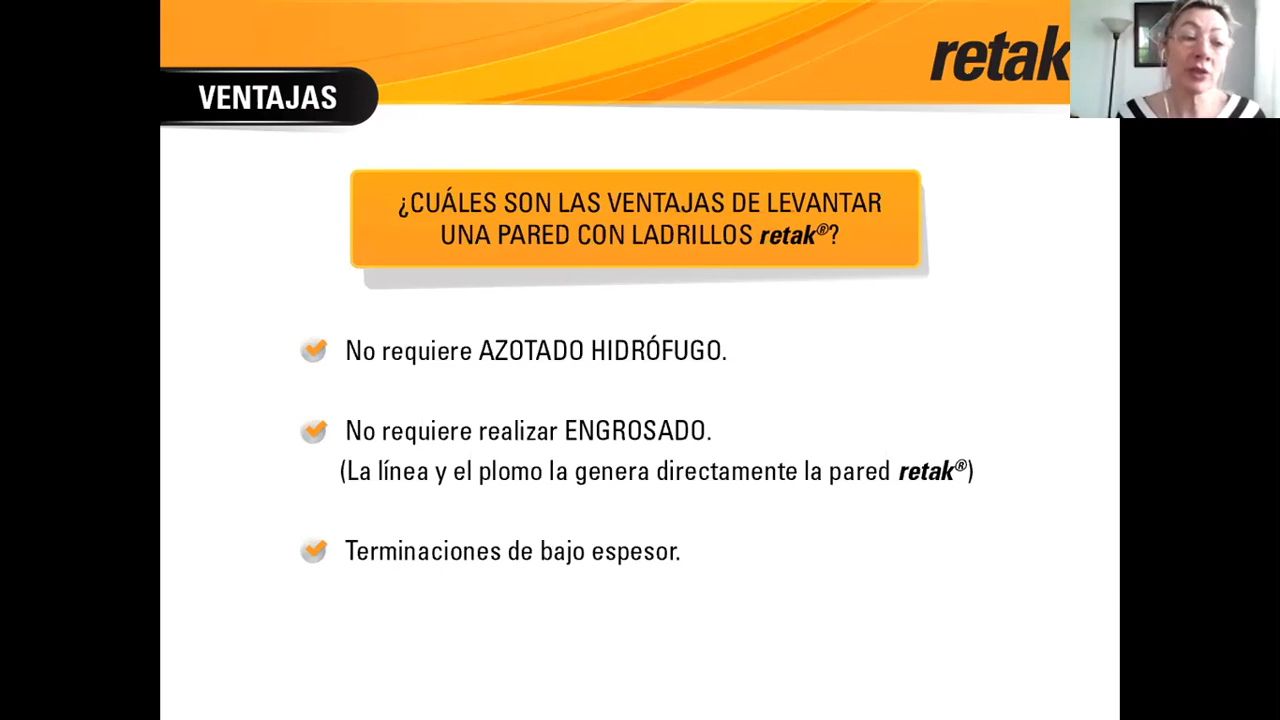 retak
VENTAJAS
¿CUÁLES SON LAS VENTAJAS DE LEVANTAR
UNA PARED CON LADRILLOS retak®?
No requiere AZOTADO HIDRÓFUGO.
No requiere realizar ENGROSADO.
(La línea y el plomo la genera directamente la pared retak®)
Terminaciones de bajo espesor.